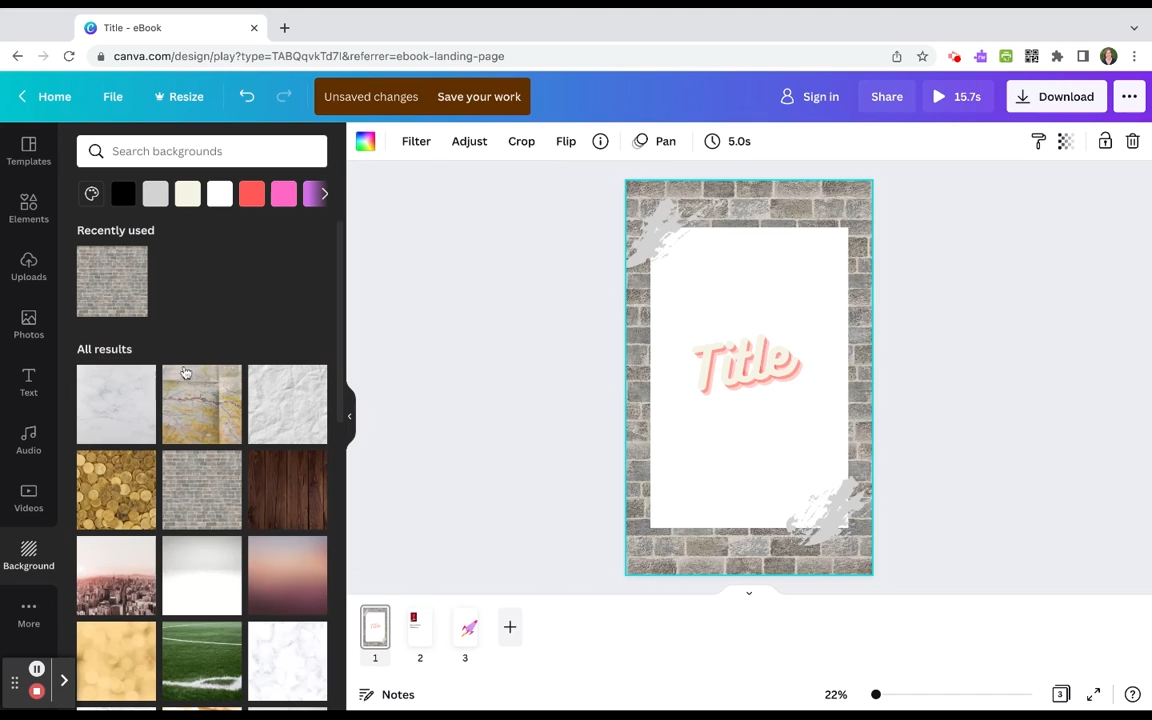 Title - eBook
canva.com/design/play?type=TABQqvkTd7I&referrer=ebook-landing-page
Home File Resize Unsaved changes Save your work Sign in Share 15.7s Download
Templates
Elements
Uploads
Photos
Text
Audio
Videos
Background
More
Search backgrounds
Recently used
All results
Filter Adjust Crop Flip Pan 5.0s
Title
1 2 3
Notes 22% 3